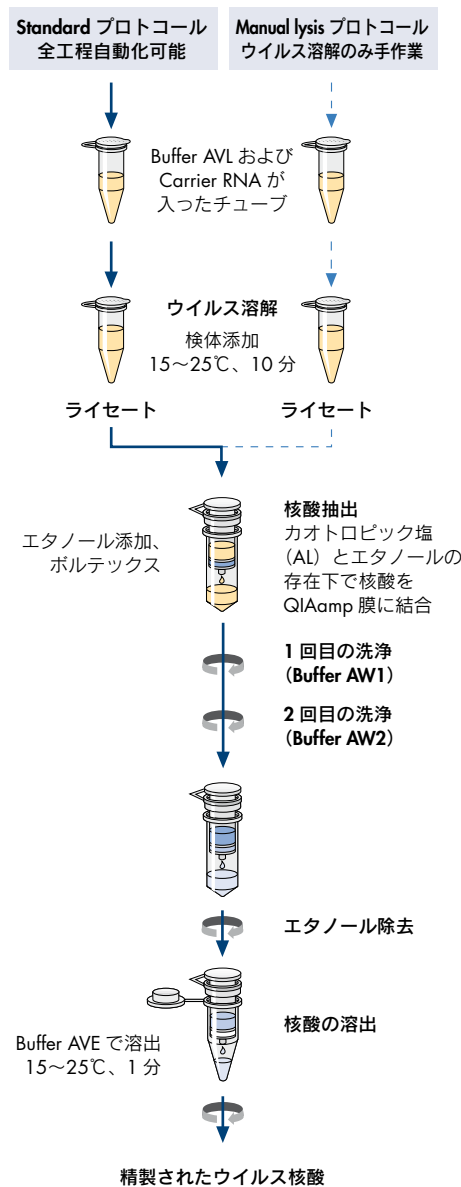 Standard プロトコール
全工程自動化可能
Manual lysis プロトコール
ウイルス溶解のみ手作業
Buffer AVL および
Carrier RNA が
入ったチューブ
ウイルス溶解
検体添加
15～25℃、10 分
ライセート
ライセート
エタノール添加、
ボルテックス
核酸抽出
カオトロピック塩
（AL）とエタノールの
存在下で核酸を
QIAamp 膜に結合
1 回目の洗浄
（Buffer AW1）
2 回目の洗浄
（Buffer AW2）
エタノール除去
核酸の溶出
Buffer AVE で溶出
15～25℃、1 分
精製されたウイルス核酸